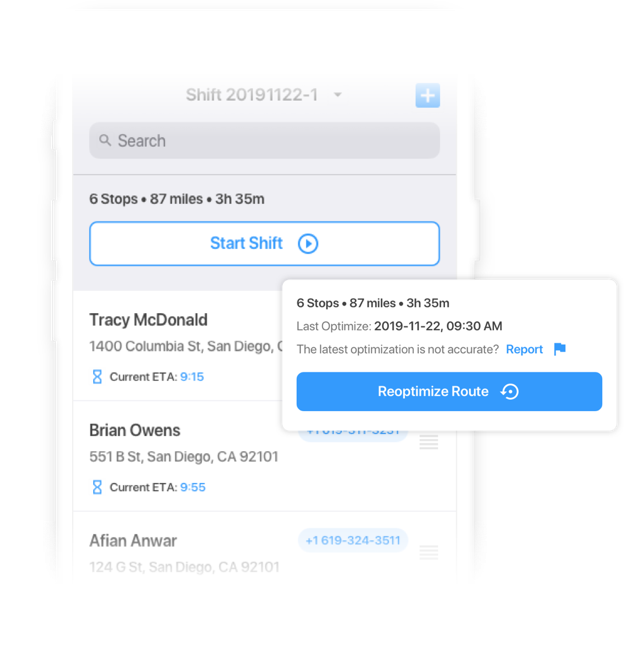 Shift 20191122-1
Search
6 Stops • 87 miles • 3h 35m
Start Shift
6 Stops • 87 miles • 3h 35m
Last Optimize: 2019-11-22, 09:30 AM
The latest optimization is not accurate? Report
Reoptimize Route
Tracy McDonald
1400 Columbia St, San Diego,
Current ETA: 9:15
Brian Owens
551 B St, San Diego, CA 92101
Current ETA: 9:55
Afian Anwar
+1 619-324-3511
124 G St, San Diego, CA 92101